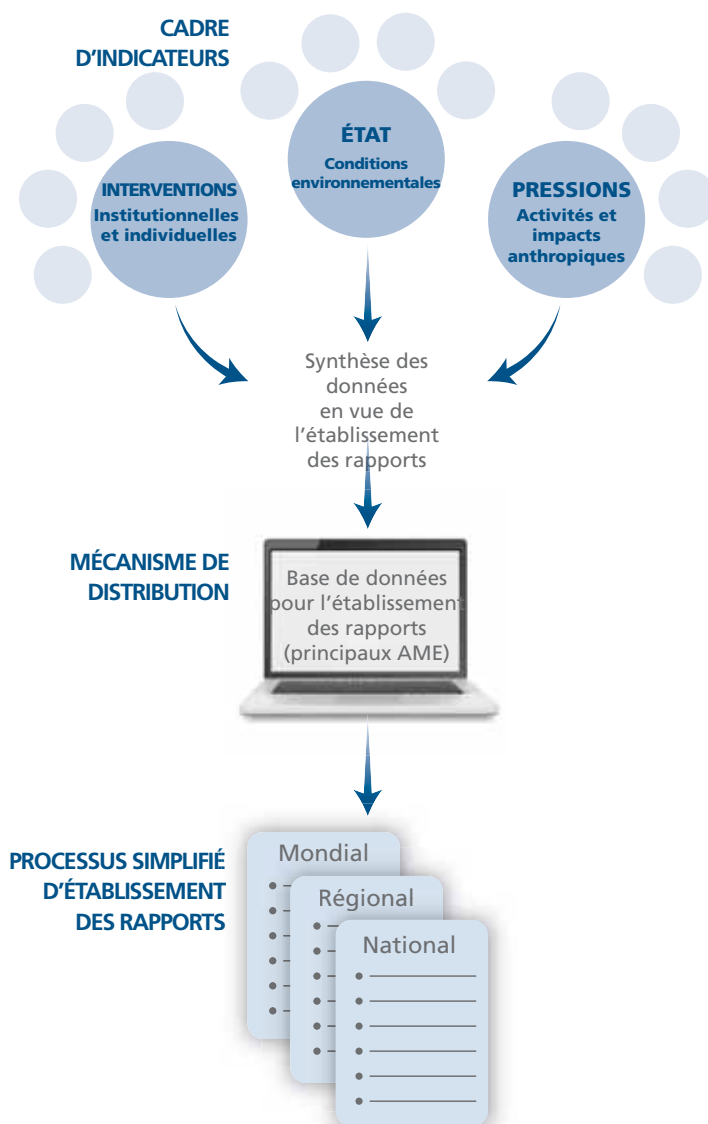 CADRE
D'INDICATEURS
INTERVENTIONS
Institutionnelles
et individuelles
ÉTAT
Conditions
environnementales
PRESSIONS
Activités et
impacts
anthropiques
Synthèse des
données
en vue de
l'établissement
des rapports
MÉCANISME DE
DISTRIBUTION
Base de données
pour l'établissement
des rapports
(principaux AME)
PROCESSUS SIMPLIFIÉ
D'ÉTABLISSEMENT
DES RAPPORTS
Mondial
Régional
National